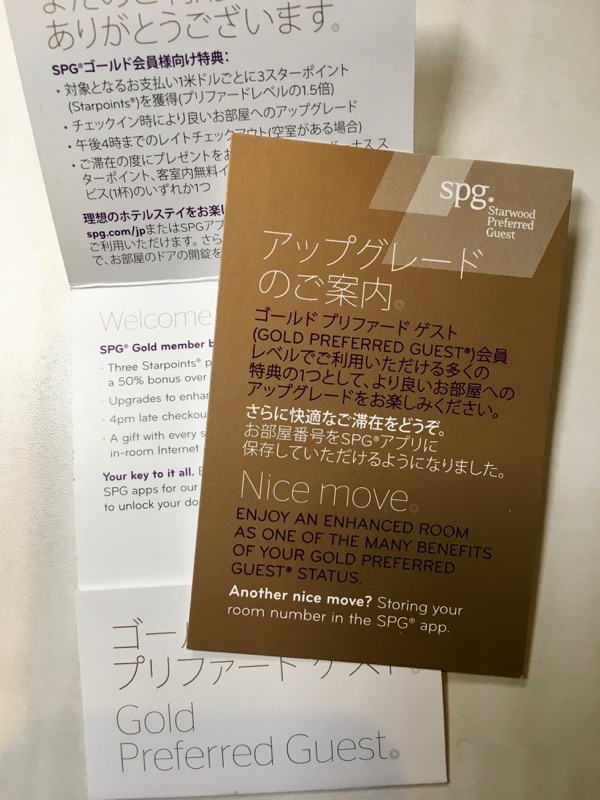 ありがとうございます。
SPG®ゴールド会員様向け特典:
・対象となるお支払い1米ドルごとに3スターポイント
(Starpoints®)を獲得(プリファードレベルの1.5倍)
・チェックイン時により良いお部屋へのアップグレード
・午後4時までのレイトチェックアウト(空室がある場合)
・ご滞在の度にプレゼントを
ーナス ス
ターポイント、客室内無料イ
ビス(1杯)のいずれか1つ
理想のホテルステイをお楽し
spg.com/jpまたはSPGアプ
ご利用いただけます。さら
で、お部屋のドアの開錠を
Welcome
SPG® Gold member b
· Three Starpoints® p
a 50% bonus over
· Upgrades to enhan
· 4pm late checkou
· A gift with every s
in-room Internet
Your key to it all.
SPG apps for our
to unlock your do
ゴール
プリファード ゲスト
Gold
Preferred Guest
spg®
Starwood
Preferred
Guest
アップグレード
のご案内
ゴールド プリファード ゲスト
(GOLD PREFERRED GUEST®)会員
レベルでご利用いただける多くの
特典の1つとして、より良いお部屋への
アップグレードをお楽しみください。
さらに快適なご滞在をどうぞ。
お部屋番号をSPG®アプリに
保存していただけるようになりました。
Nice move
ENJOY AN ENHANCED ROOM
AS ONE OF THE MANY BENEFITS
OF YOUR GOLD PREFERRED
GUEST® STATUS.
Another nice move? Storing your
room number in the SPG® app.